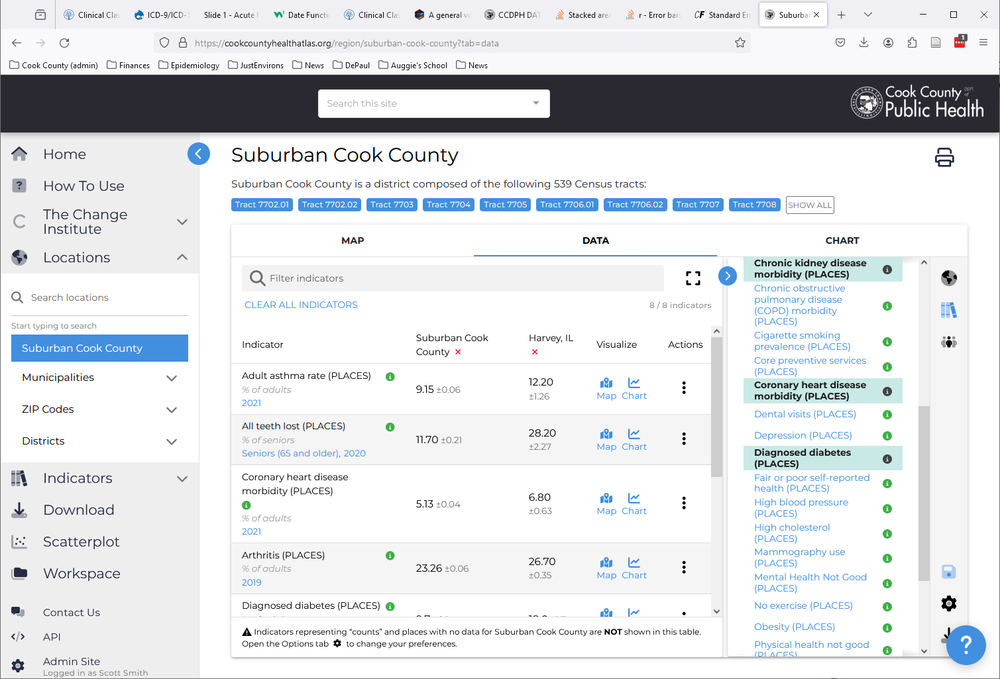 Clinical Clas
ICD-9/ICD-1
Slide 1 - Acute M
Date Functio
Clinical Clas
A general ve
CCDPH DAT
Stacked area
r - Error bars
Standard Err
Suburban
https://cookcountyhealthatlas.org/region/suburban-cook-county?tab=data
1
Cook County (admin)
Finances
Epidemiology
JustEnvirons
News
DePaul
Auggie's School
News
Search this site
Cook County DEPT. of
Public Health
Home
How To Use
The Change
Institute
Locations
Search locations
Start typing to search
Suburban Cook County
Municipalities
ZIP Codes
Districts
Indicators
Download
Scatterplot
Workspace
Contact Us
API
Admin Site
Logged in as Scott Smith
Suburban Cook County
Suburban Cook County is a district composed of the following 539 Census tracts:
Tract 7702.01 Tract 7702.02 Tract 7703 Tract 7704 Tract 7705 Tract 7706.01 Tract 7706.02 Tract 7707 Tract 7708 SHOW ALL
MAP DATA CHART
Filter indicators
CLEAR ALL INDICATORS
8 / 8 indicators
Indicator
Suburban Cook
County
Harvey, IL
Visualize
Actions
Adult asthma rate (PLACES)
% of adults
2021
9.15 ±0.06
12.20
±1.26
Map Chart
All teeth lost (PLACES)
% of seniors
Seniors (65 and older), 2020
11.70 ±0.21
28.20
±2.27
Map Chart
Coronary heart disease
morbidity (PLACES)
% of adults
2021
5.13 ±0.04
6.80
±0.63
Map Chart
Arthritis (PLACES)
% of adults
2019
23.26 ±0.06
26.70
±0.35
Map Chart
Diagnosed diabetes (PLACES)
Indicators representing “counts” and places with no data for Suburban Cook County are NOT shown in this table.
Open the Options tab to change your preferences.
Chronic kidney disease
morbidity (PLACES)
Chronic obstructive
pulmonary disease
(COPD) morbidity
(PLACES)
Cigarette smoking
prevalence (PLACES)
Core preventive services
(PLACES)
Coronary heart disease
morbidity (PLACES)
Dental visits (PLACES)
Depression (PLACES)
Diagnosed diabetes
(PLACES)
Fair or poor self-reported
health (PLACES)
High blood pressure
(PLACES)
High cholesterol
(PLACES)
Mammography use
(PLACES)
Mental Health Not Good
(PLACES)
No exercise (PLACES)
Obesity (PLACES)
Physical health not good
(PLACES)
?